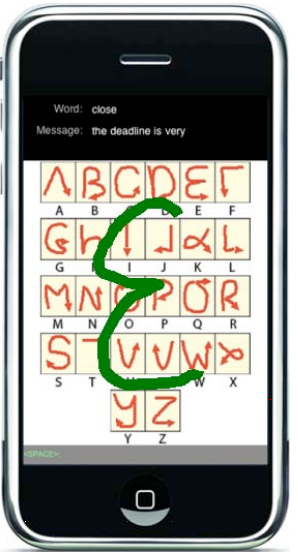 Word: close
Message: the deadline is very
A B C D E F
A B D E F
G H I J K L
G H I J K L
M N O P Q R
M N O P Q R
S T U V W X
S T W X
Y Z
Y Z
<SPACE>